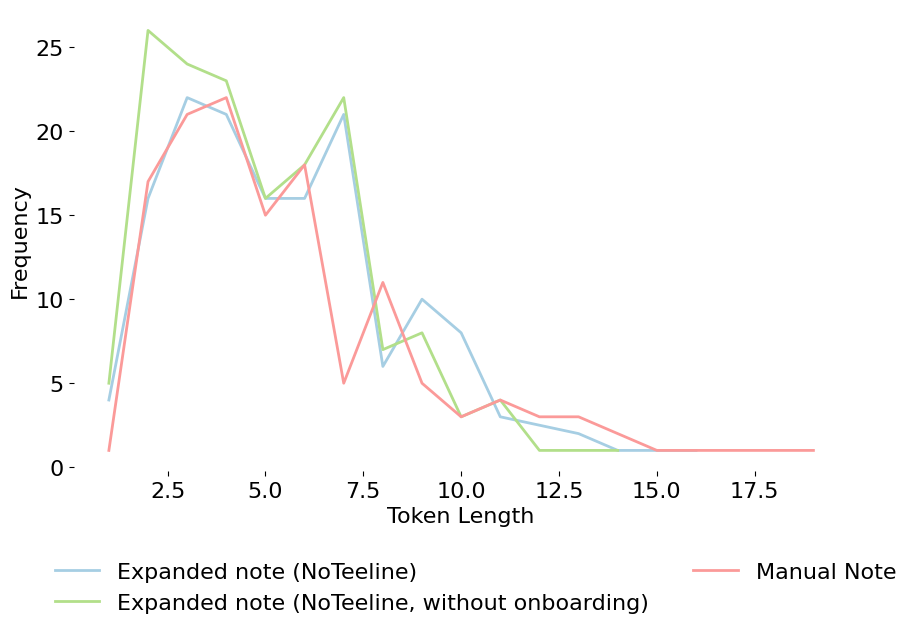 25
20
15
10
5
0
Frequency
2.5 5.0 7.5 10.0 12.5 15.0 17.5
Token Length
Expanded note (NoTeeline)
Expanded note (NoTeeline, without onboarding)
Manual Note